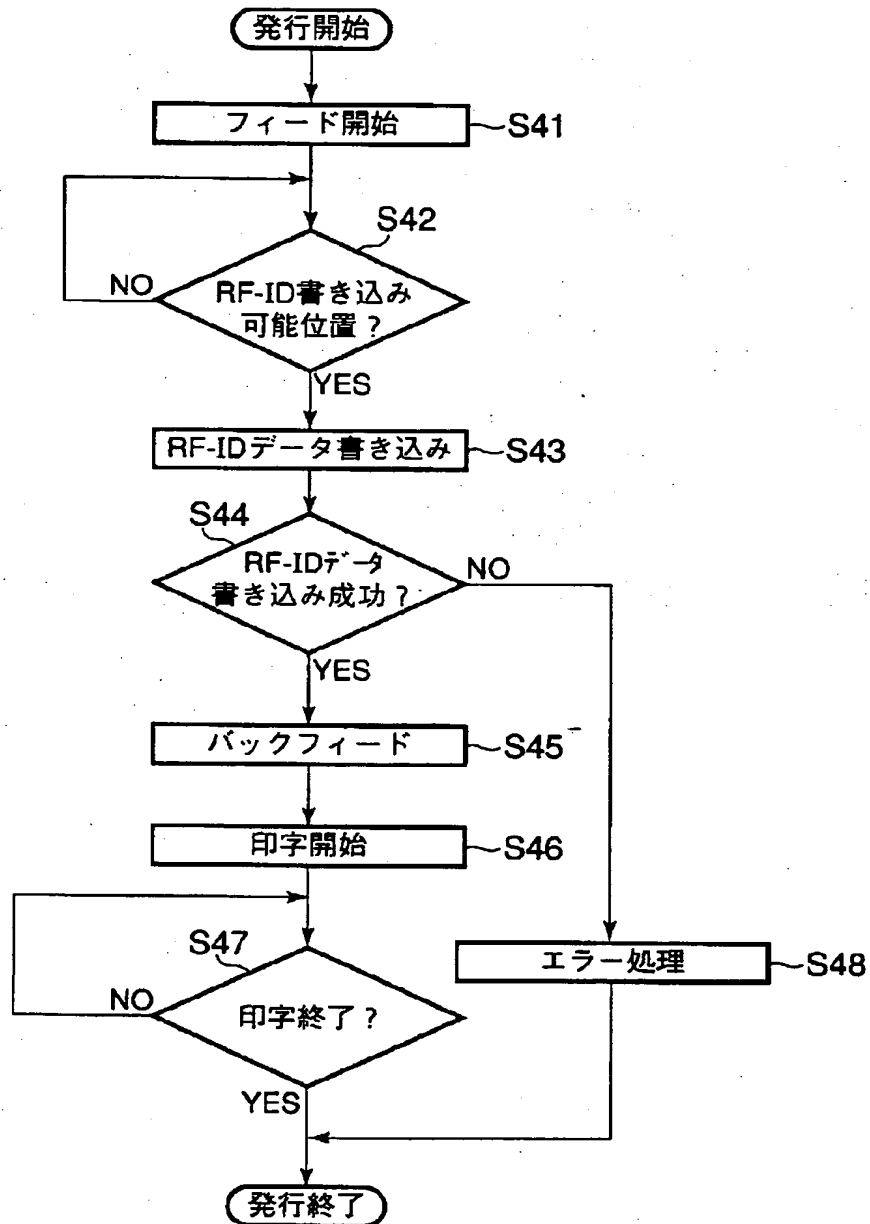 発行開始
フィード開始
S41
S42
NO
RF-ID書き込み
可能位置？
YES
RF-IDデータ書き込み
S43
S44
RF-IDデータ
書き込み成功？
NO
YES
バックフィード
S45
印字開始
S46
S47
エラー処理
S48
NO
印字終了？
YES
発行終了